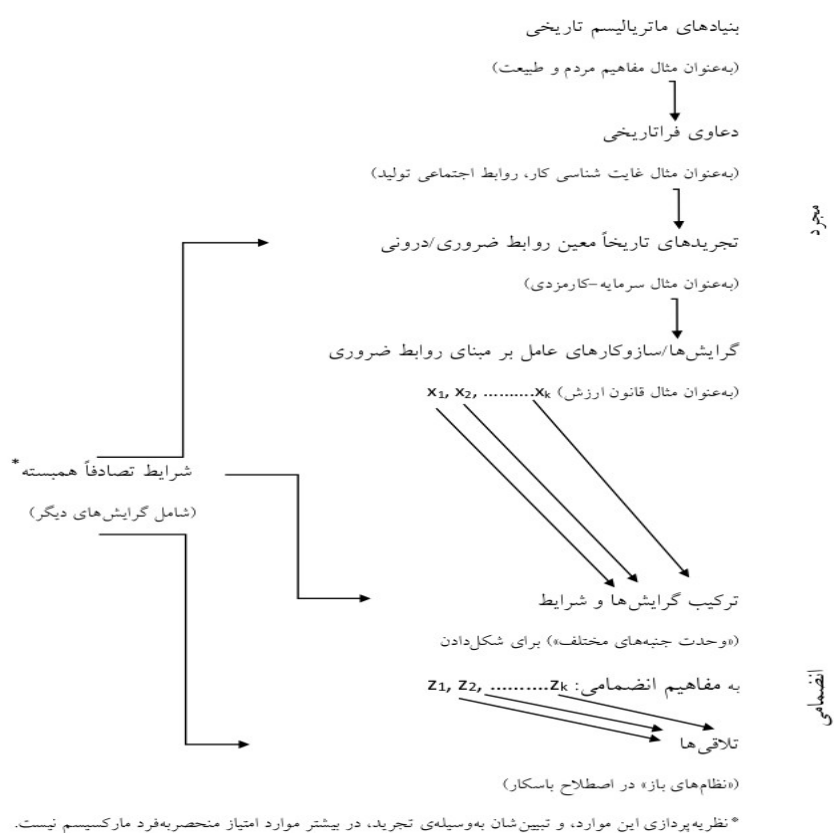 بنیادهای ماتریالیسم تاریخی
(به‌عنوان مثال مفاهیم مردم و طبیعت)
دعاوی فراتاریخی
(به‌عنوان مثال غایت شناسی کار، روابط اجتماعی تولید)
مجرد
تجریدهای تاریخاً معین روابط ضروری/درونی
(به‌عنوان مثال سرمایه-کارمزدی)
گرایش‌ها/سازوکارهای عامل بر مبنای روابط ضروری
(به‌عنوان مثال قانون ارزش) x1, x2, ..........xk
شرایط تصادفاً همبسته*
(شامل گرایش‌های دیگر)
ترکیب گرایش‌ها و شرایط
(«وحدت جنبه‌های مختلف») برای شکل‌دادن
به مفاهیم انضمامی: z1, z2, ..........zk
انضمامی
تلاقی‌ها
(«نظام‌های باز» در اصطلاح باسکار)
*نظریه‌پردازی این موارد، و تبیین‌شان به‌وسیله‌ی تجرید، در بیشتر موارد امتیاز منحصربه‌فرد مارکسیسم نیست.